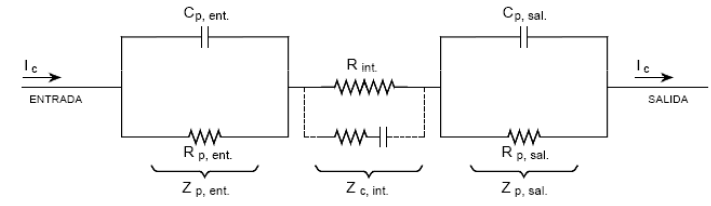 C p, ent.
C p, sal.
I c
R int.
I c
ENTRADA
SALIDA
R p, ent.
R p, sal.
Z p, ent.
Z c, int.
Z p, sal.